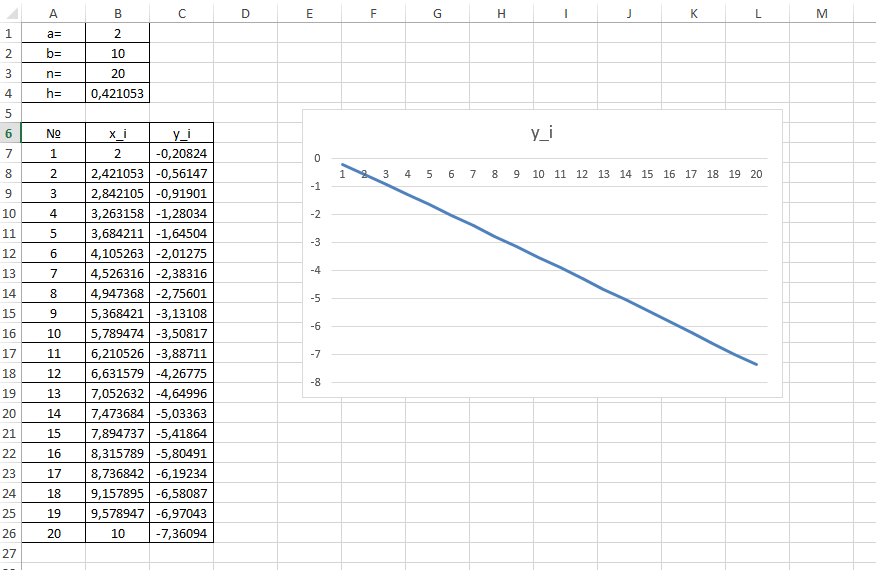 A B C D E F G H I J K L M
1 a= 2
2 b= 10
3 n= 20
4 h= 0,421053
5
6 № x_i y_i
7 1 2 -0,20824
8 2 2,421053 -0,56147
9 3 2,842105 -0,91901
10 4 3,263158 -1,28034
11 5 3,684211 -1,64504
12 6 4,105263 -2,01275
13 7 4,526316 -2,38316
14 8 4,947368 -2,75601
15 9 5,368421 -3,13108
16 10 5,789474 -3,50817
17 11 6,210526 -3,88711
18 12 6,631579 -4,26775
19 13 7,052632 -4,64996
20 14 7,473684 -5,03363
21 15 7,894737 -5,41864
22 16 8,315789 -5,80491
23 17 8,736842 -6,19234
24 18 9,157895 -6,58087
25 19 9,578947 -6,97043
26 20 10 -7,36094
27
y_i
0
1 2 3 4 5 6 7 8 9 10 11 12 13 14 15 16 17 18 19 20
-1
-2
-3
-4
-5
-6
-7
-8